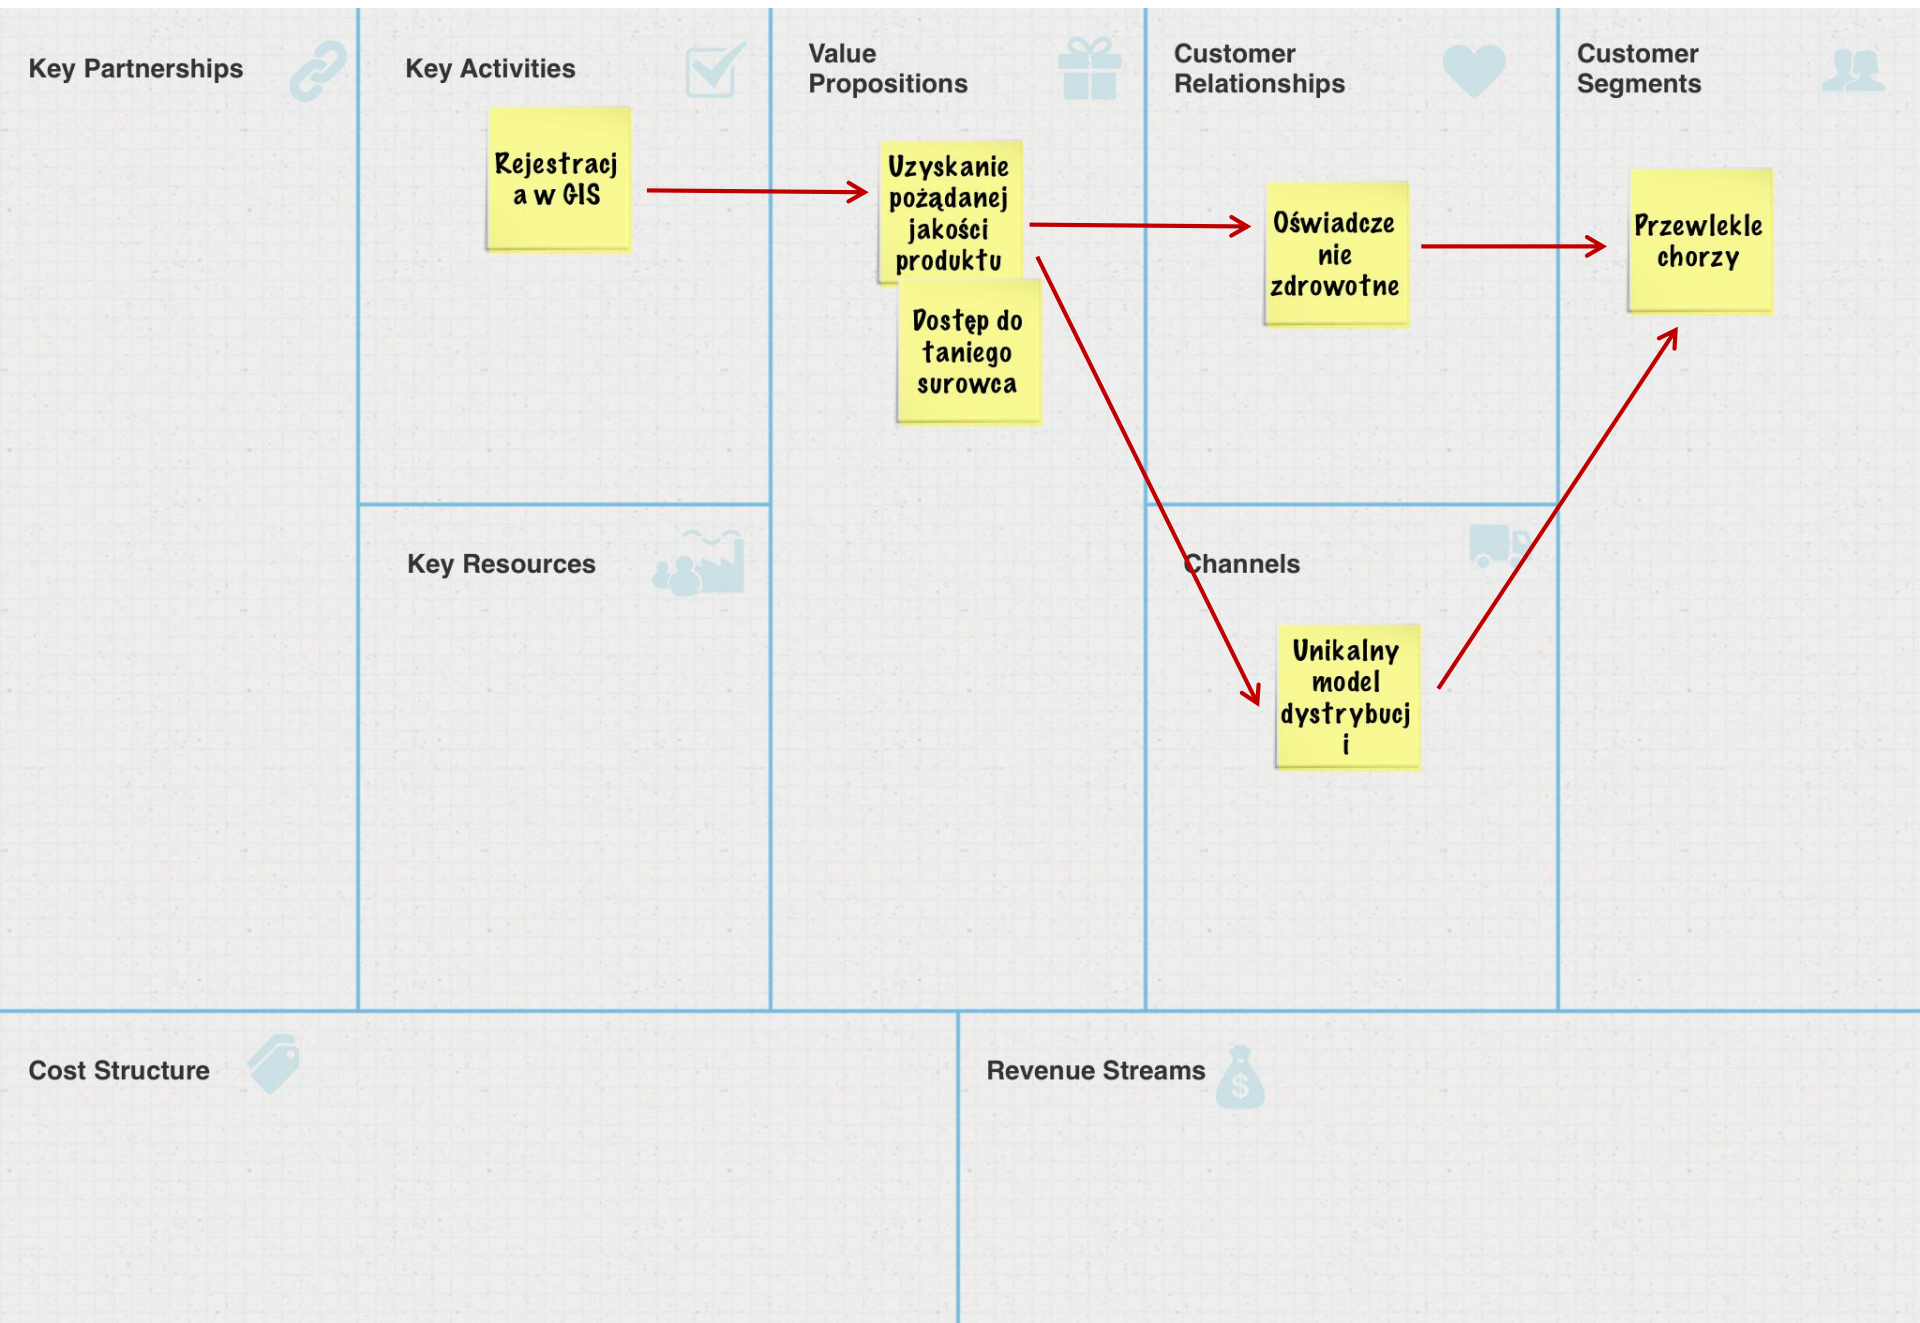 Key Partnerships
Key Activities
Rejestracj
a w GIS
Value
Propositions
Uzyskanie
pożądanej
jakości
produktu
Dostęp do
taniego
surowca
Customer
Relationships
Oświadcze
nie
zdrowotne
Customer
Segments
Przewlekle
chorzy
Key Resources
Channels
Unikalny
model
dystrybucj
i
Cost Structure
Revenue Streams
$